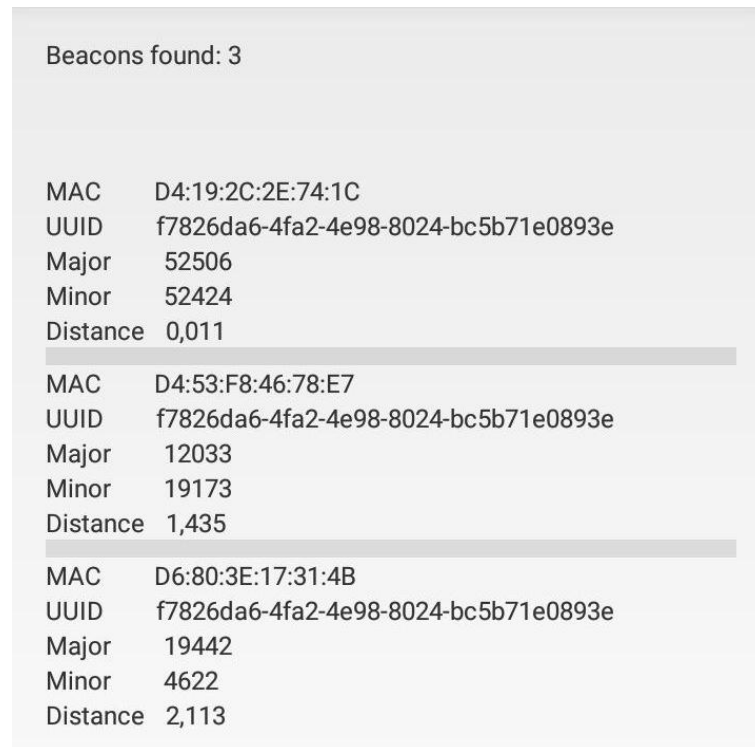 Beacons found: 3
MAC D4:19:2C:2E:74:1C
UUID f7826da6-4fa2-4e98-8024-bc5b71e0893e
Major 52506
Minor 52424
Distance 0,011
MAC D4:53:F8:46:78:E7
UUID f7826da6-4fa2-4e98-8024-bc5b71e0893e
Major 12033
Minor 19173
Distance 1,435
MAC D6:80:3E:17:31:4B
UUID f7826da6-4fa2-4e98-8024-bc5b71e0893e
Major 19442
Minor 4622
Distance 2,113